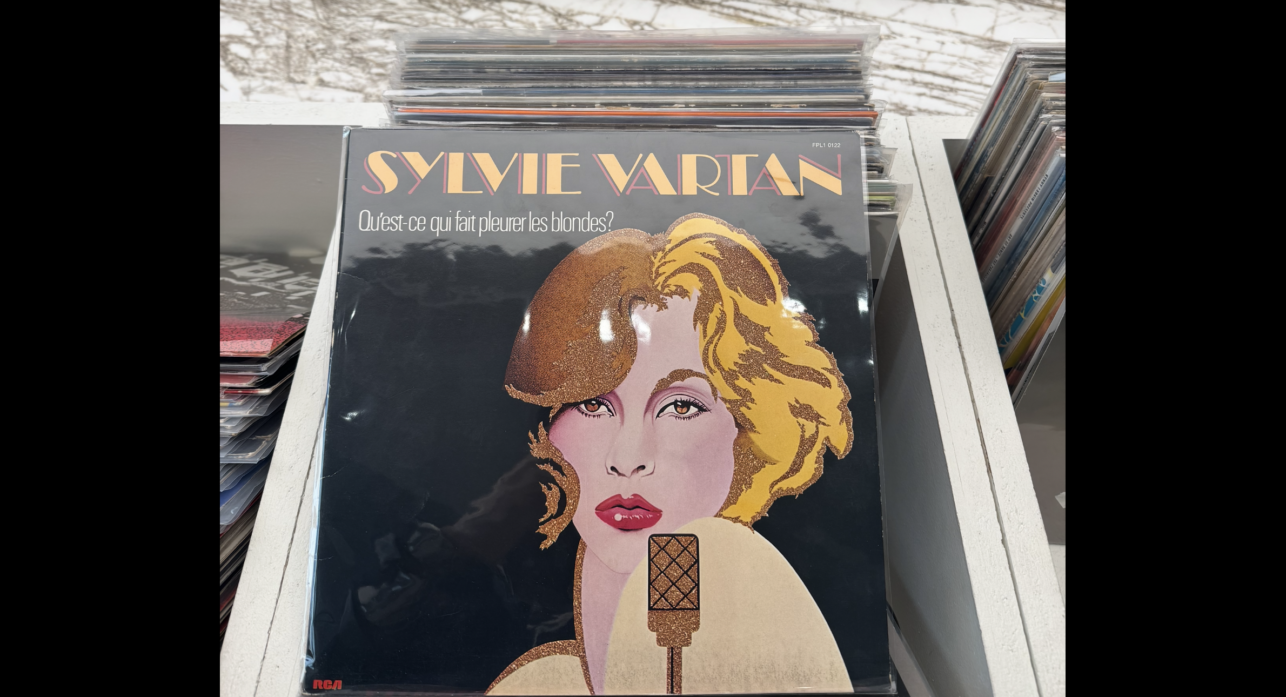 FPL1 0122
SYLVIE VARTAN
Qu'est-ce qui fait pleurer les blondes?
RCA